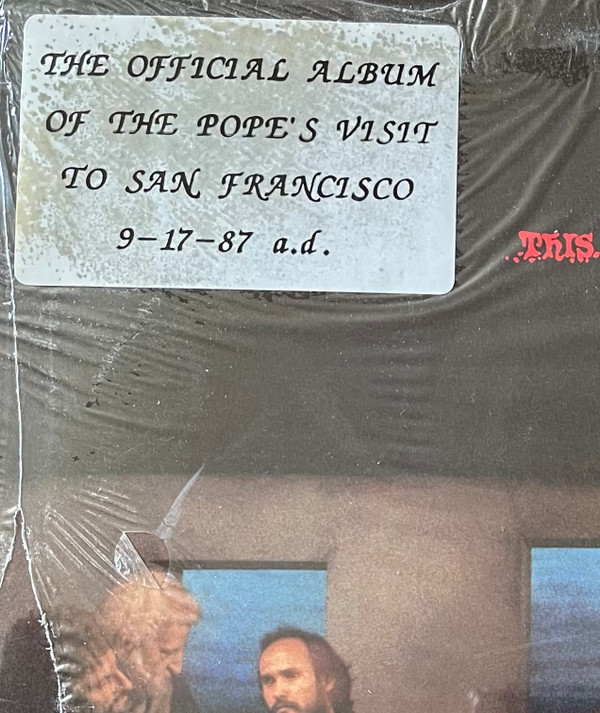 THE OFFICIAL ALBUM
OF THE POPE'S VISIT
TO SAN FRANCISCO
9-17-87 a.d.
THIS.